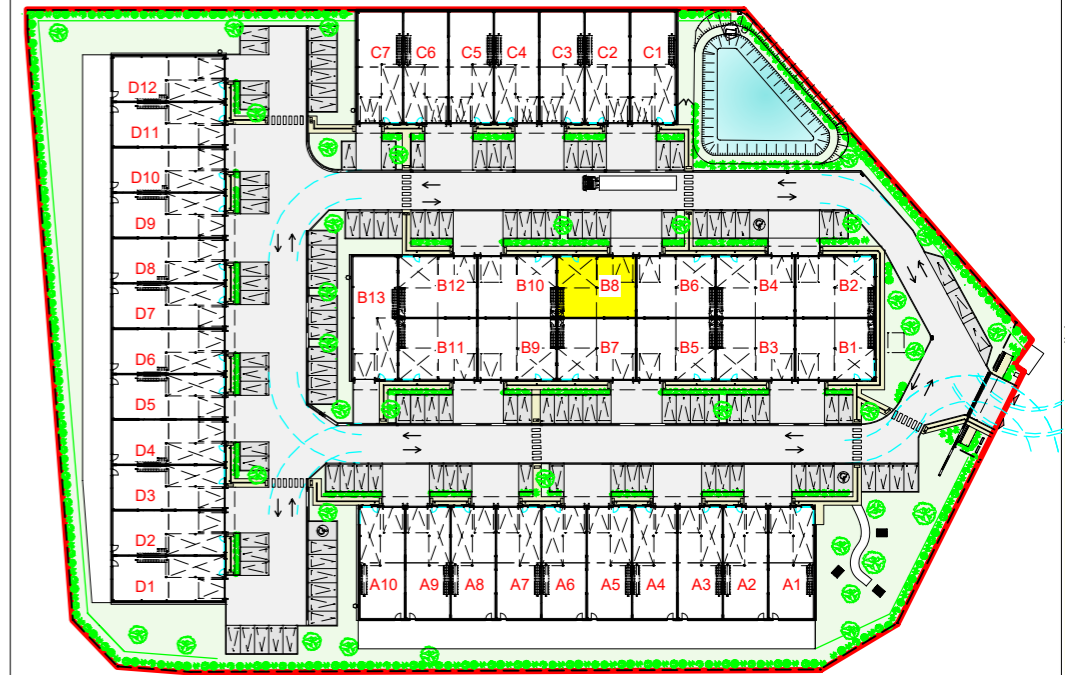 C7 C6 C5 C4 C3 C2 C1
D12
D11
D10
D9
D8
D7
D6
D5
D4
D3
D2
D1
B13 B12 B10 B8 B6 B4 B2
B11 B9 B7 B5 B3 B1
A10 A9 A8 A7 A6 A5 A4 A3 A2 A1